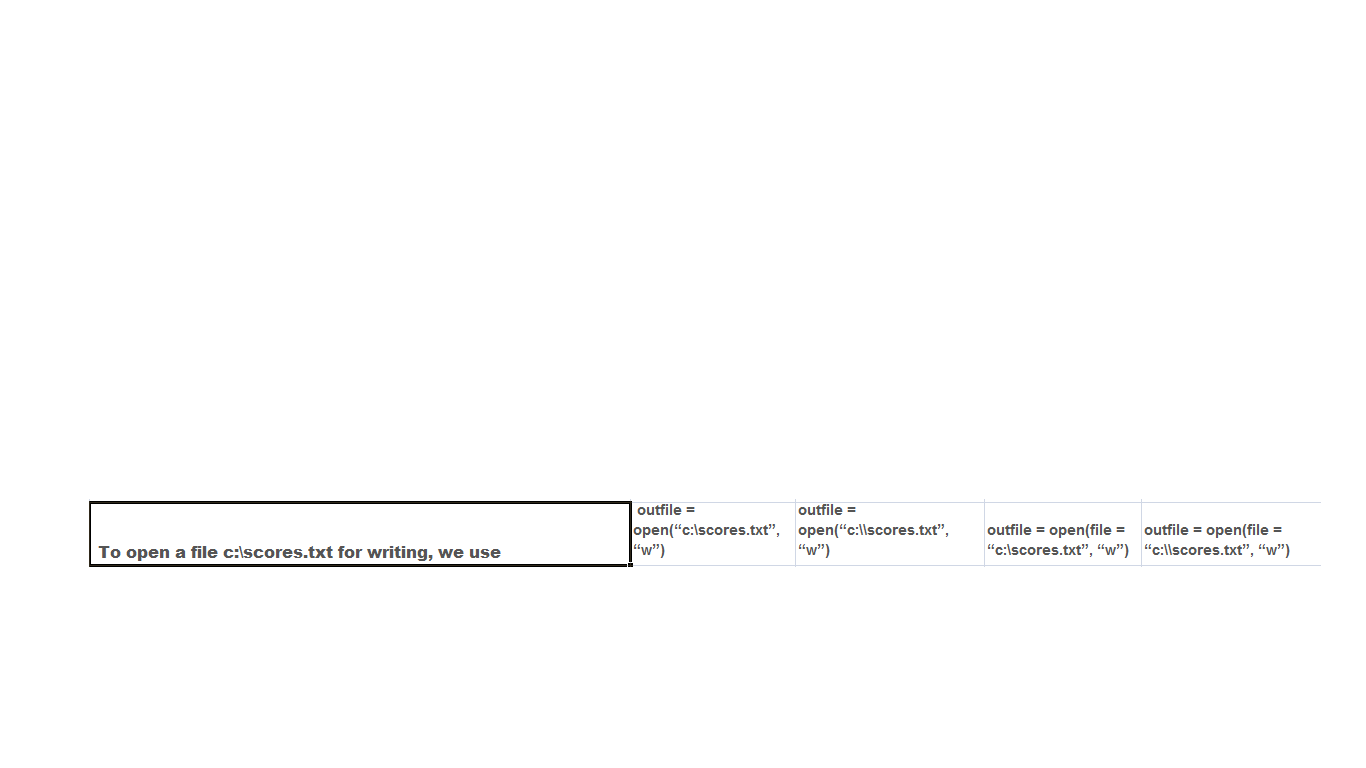 To open a file c:\scores.txt for writing, we use
outfile =
open(“c:\scores.txt”,
“w”)
outfile =
open(“c:\\scores.txt”,
“w”)
outfile = open(file =
“c:\scores.txt”, “w”)
outfile = open(file =
“c:\\scores.txt”, “w”)